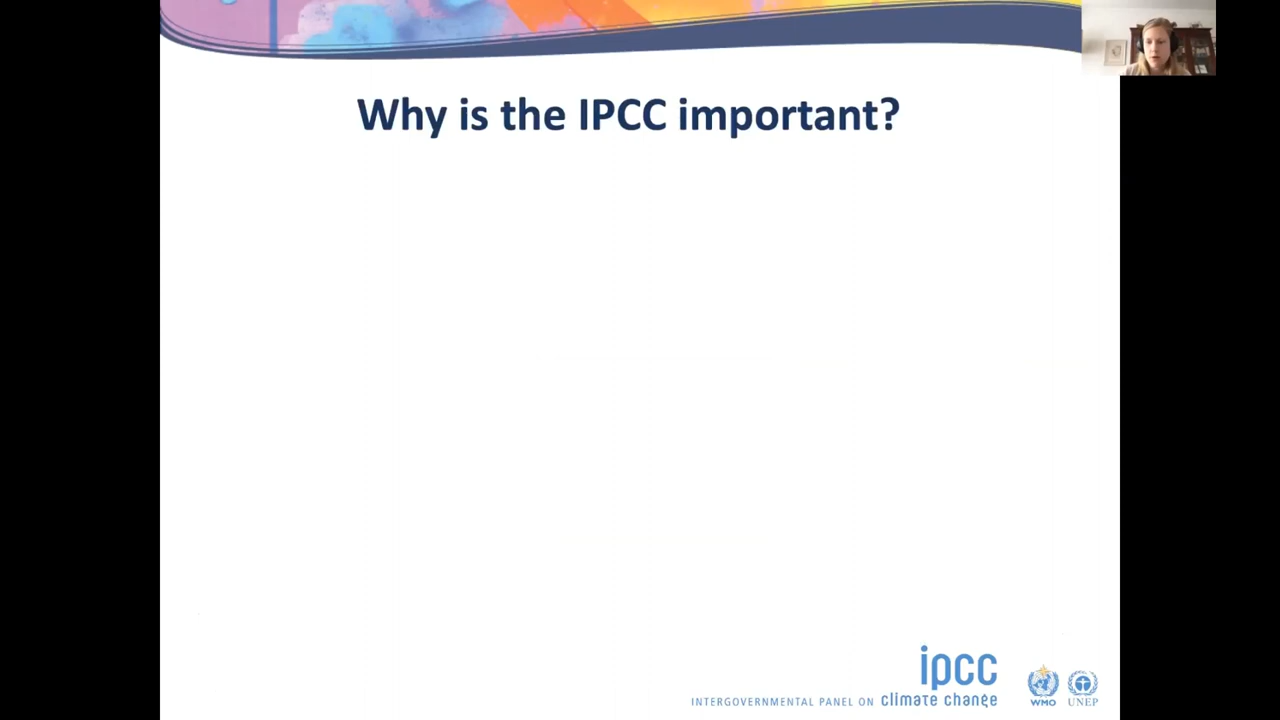 Why is the IPCC important?
ipcc
INTERGOVERNMENTAL PANEL ON climate change
WMO
UNEP